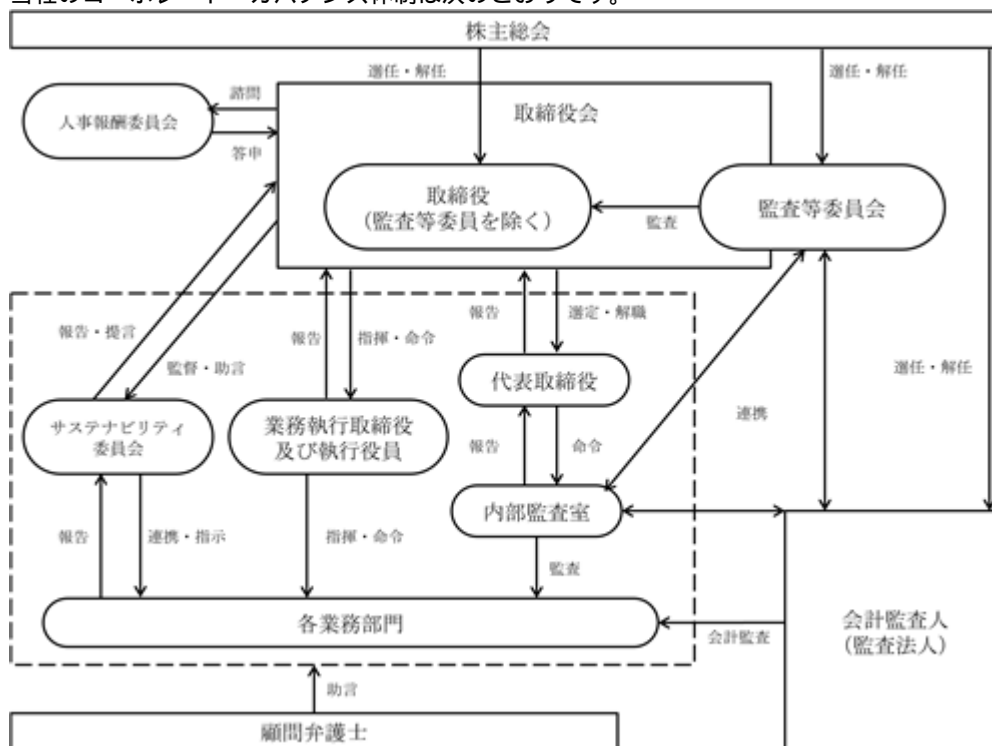 当社のコーポレート・ガバナンス体制は次のとおりです。
株主総会
選任・解任
選任・解任
諮問
人事報酬委員会
答申
取締役会
取締役
（監査等委員を除く）
監査
監査等委員会
報告・提言
監督・助言
報告
指揮・命令
報告
選定・解職
代表取締役
選任・解任
連携
サステナビリティ
委員会
業務執行取締役
及び執行役員
報告
命令
内部監査室
報告
連携・指示
指揮・命令
監査
各業務部門
会計監査
会計監査人
（監査法人）
助言
顧問弁護士